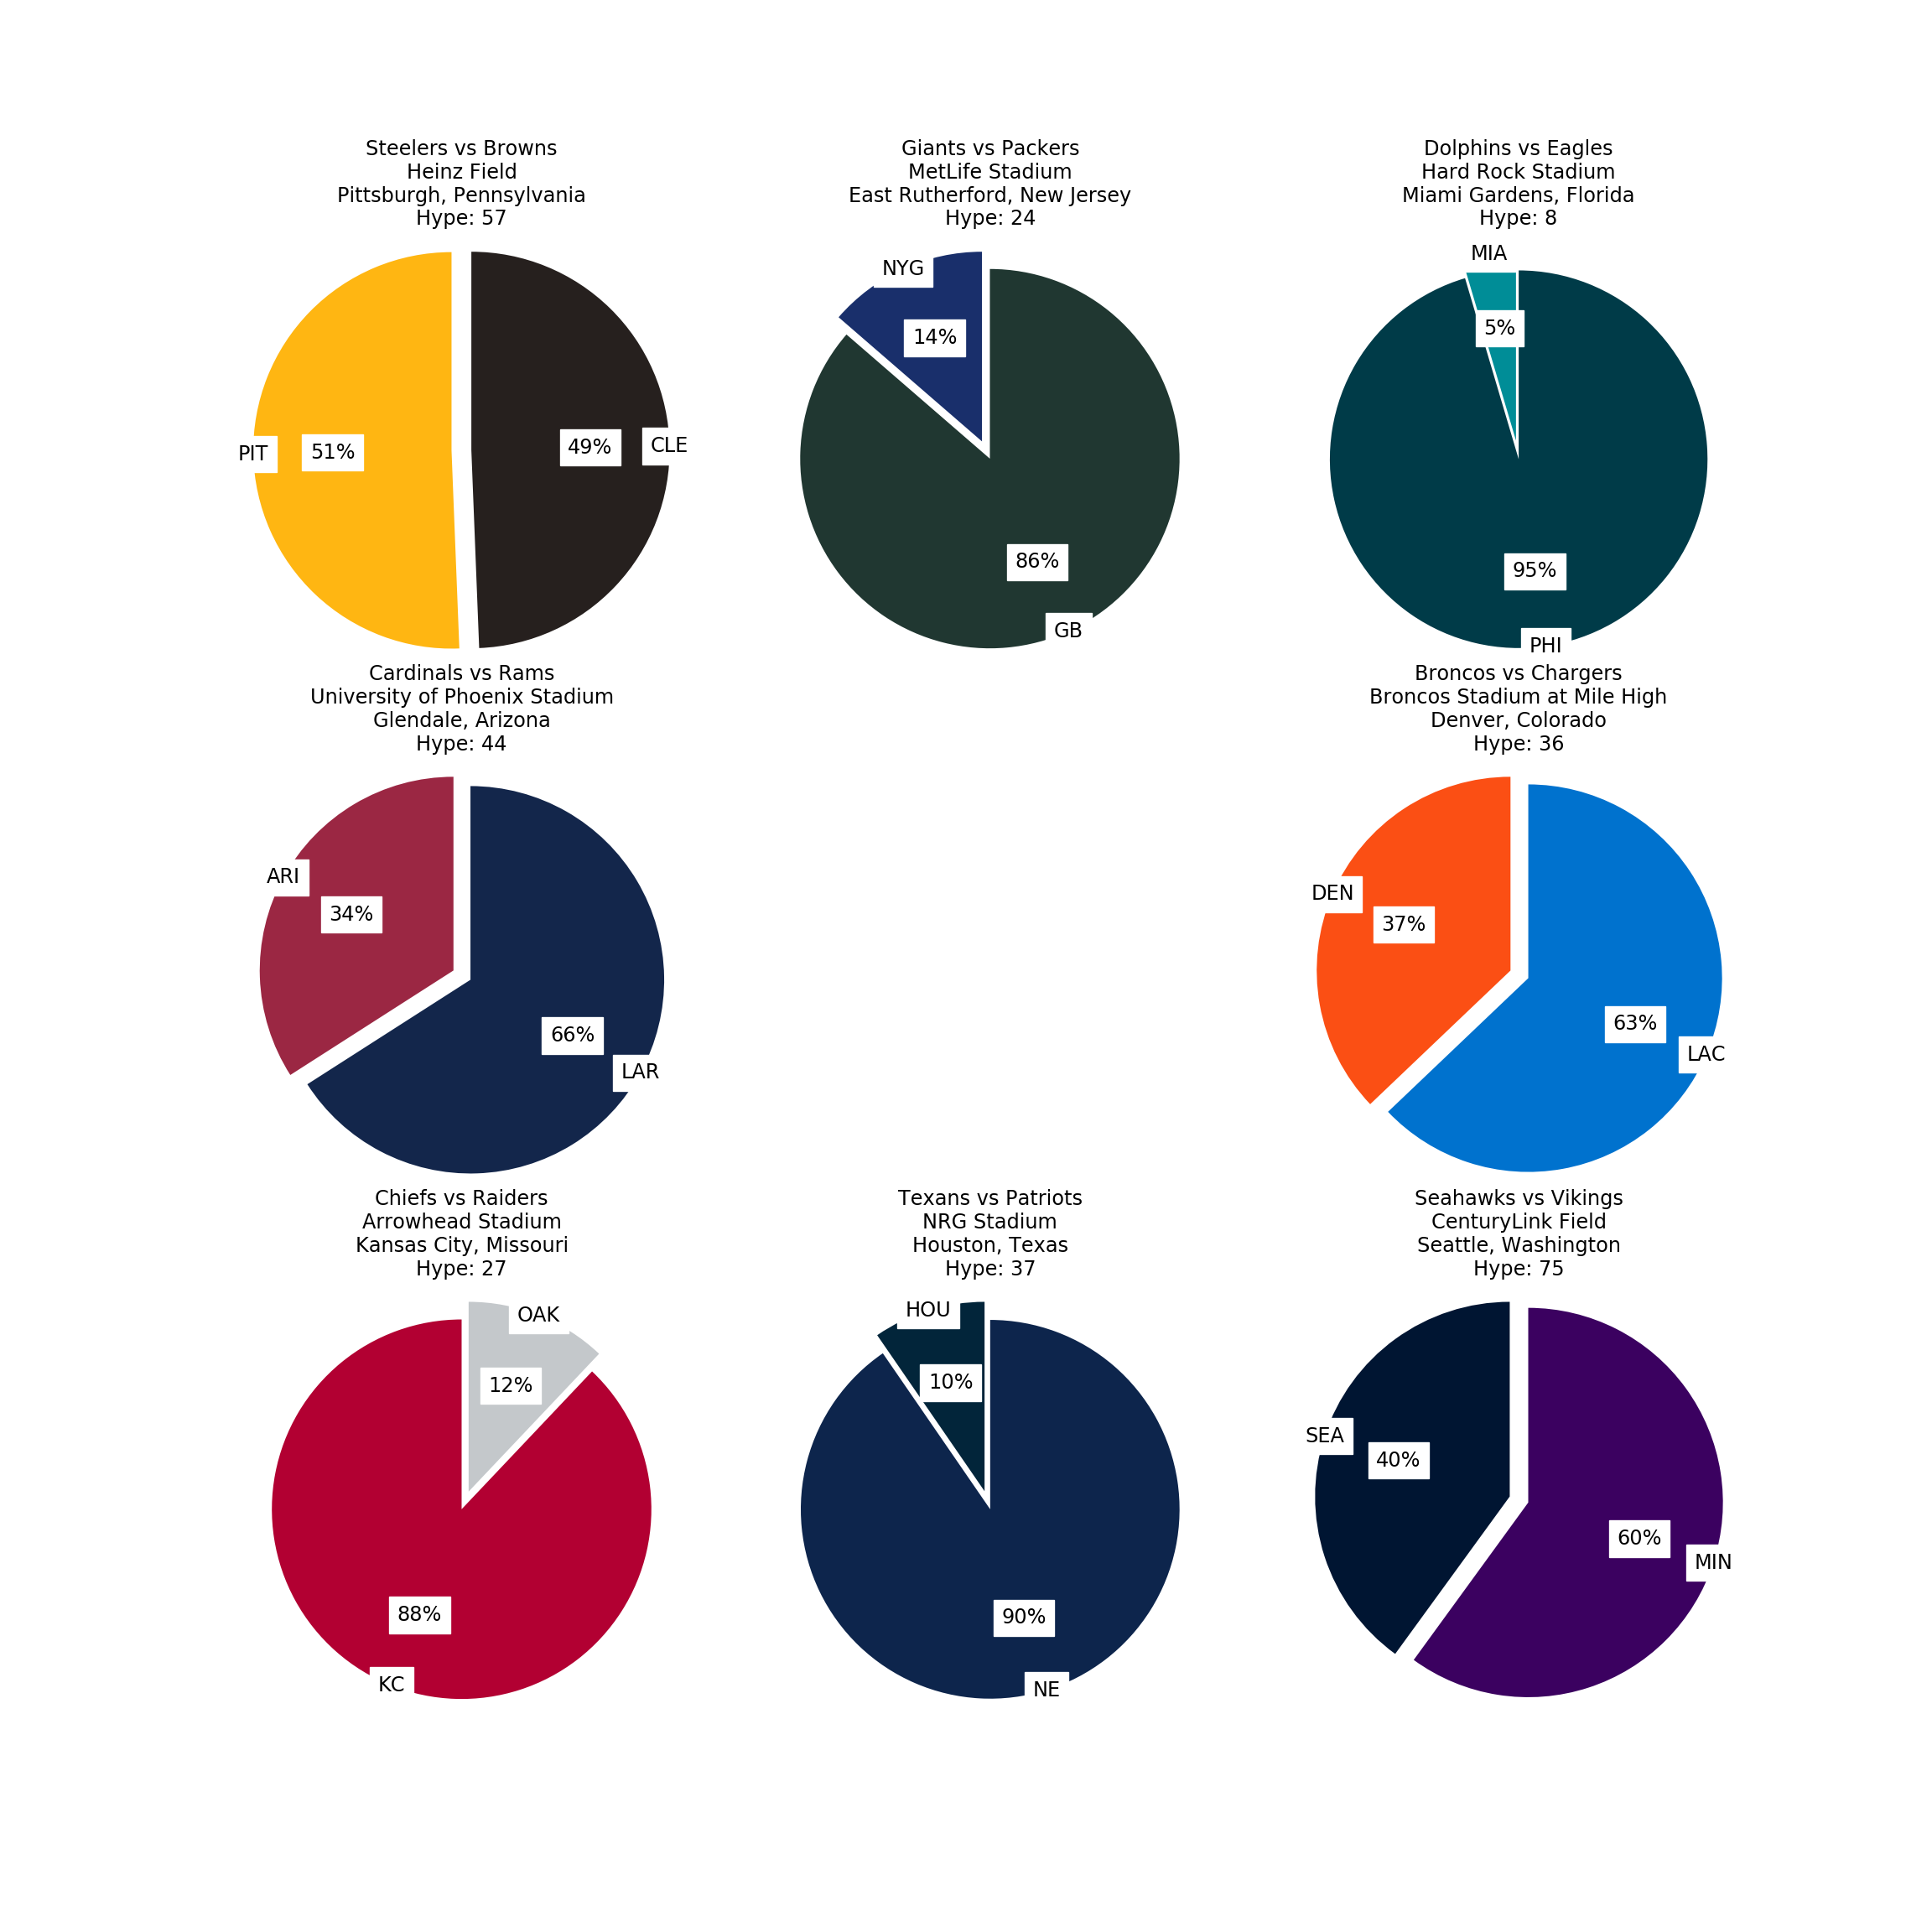 Steelers vs Browns
Heinz Field
Pittsburgh, Pennsylvania
Hype: 57
PIT
51%
49%
CLE
Giants vs Packers
MetLife Stadium
East Rutherford, New Jersey
Hype: 24
NYG
14%
86%
GB
Dolphins vs Eagles
Hard Rock Stadium
Miami Gardens, Florida
Hype: 8
MIA
5%
95%
PHI
Cardinals vs Rams
University of Phoenix Stadium
Glendale, Arizona
Hype: 44
ARI
34%
66%
LAR
Broncos vs Chargers
Broncos Stadium at Mile High
Denver, Colorado
Hype: 36
DEN
37%
63%
LAC
Chiefs vs Raiders
Arrowhead Stadium
Kansas City, Missouri
Hype: 27
OAK
12%
88%
KC
Texans vs Patriots
NRG Stadium
Houston, Texas
Hype: 37
HOU
10%
90%
NE
Seahawks vs Vikings
CenturyLink Field
Seattle, Washington
Hype: 75
SEA
40%
60%
MIN